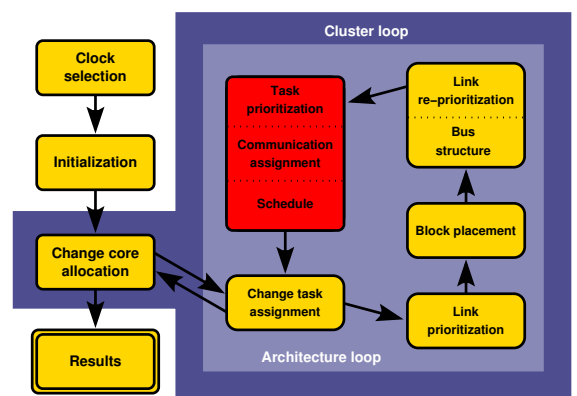 Cluster loop
Clock
selection
Initialization
Change core
allocation
Results
Task
prioritization
Communication
assignment
Schedule
Change task
assignment
Link
re-prioritization
Bus
structure
Block placement
Link
prioritization
Architecture loop